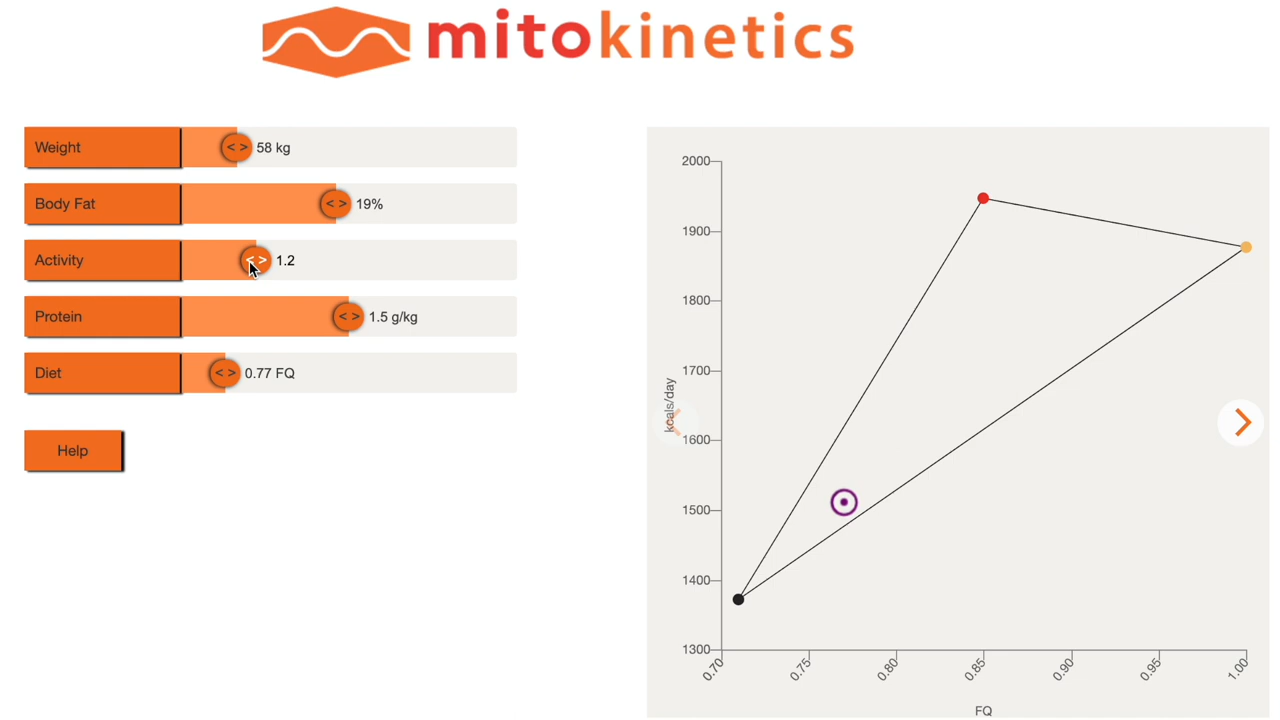 mitokinetics
Weight < > 58 kg
Body Fat < > 19%
Activity < > 1.2
Protein < > 1.5 g/kg
Diet < > 0.77 FQ
Help
2000
1900
1800
1700
1600
1500
1400
1300
kcals/day
0.70 0.75 0.80 0.85 0.90 0.95 1.00
FQ